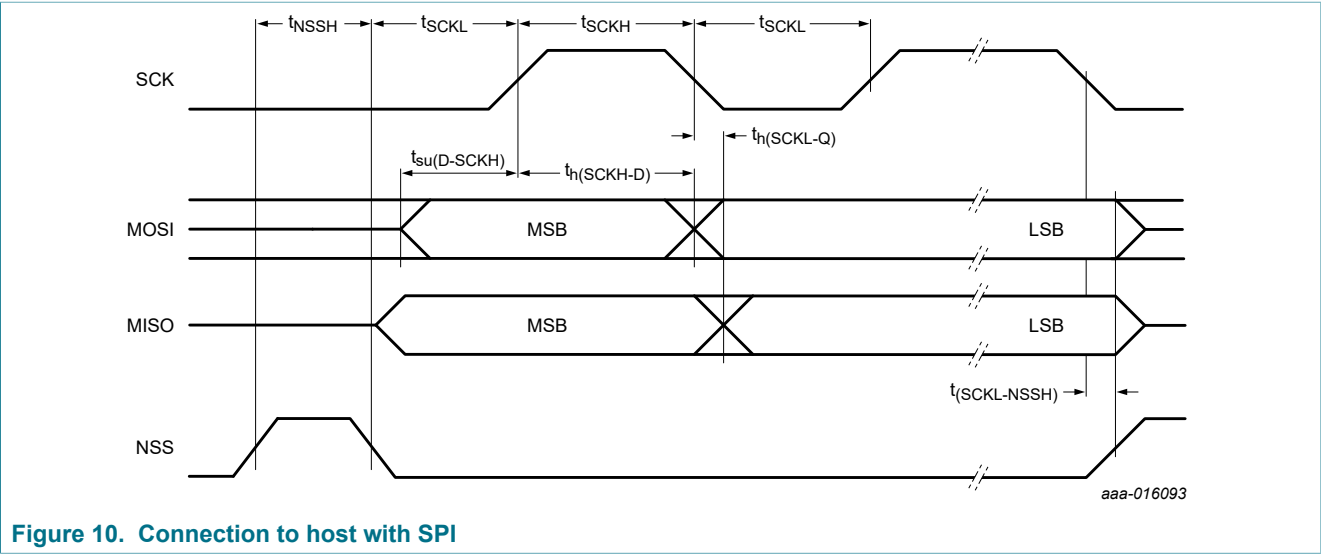 tNSSH tSCKL tSCKH tSCKL
SCK
th(SCKL-Q)
tsu(D-SCKH) th(SCKH-D)
MOSI MSB LSB
MISO MSB LSB
t(SCKL-NSSH)
NSS
aaa-016093
Figure 10. Connection to host with SPI